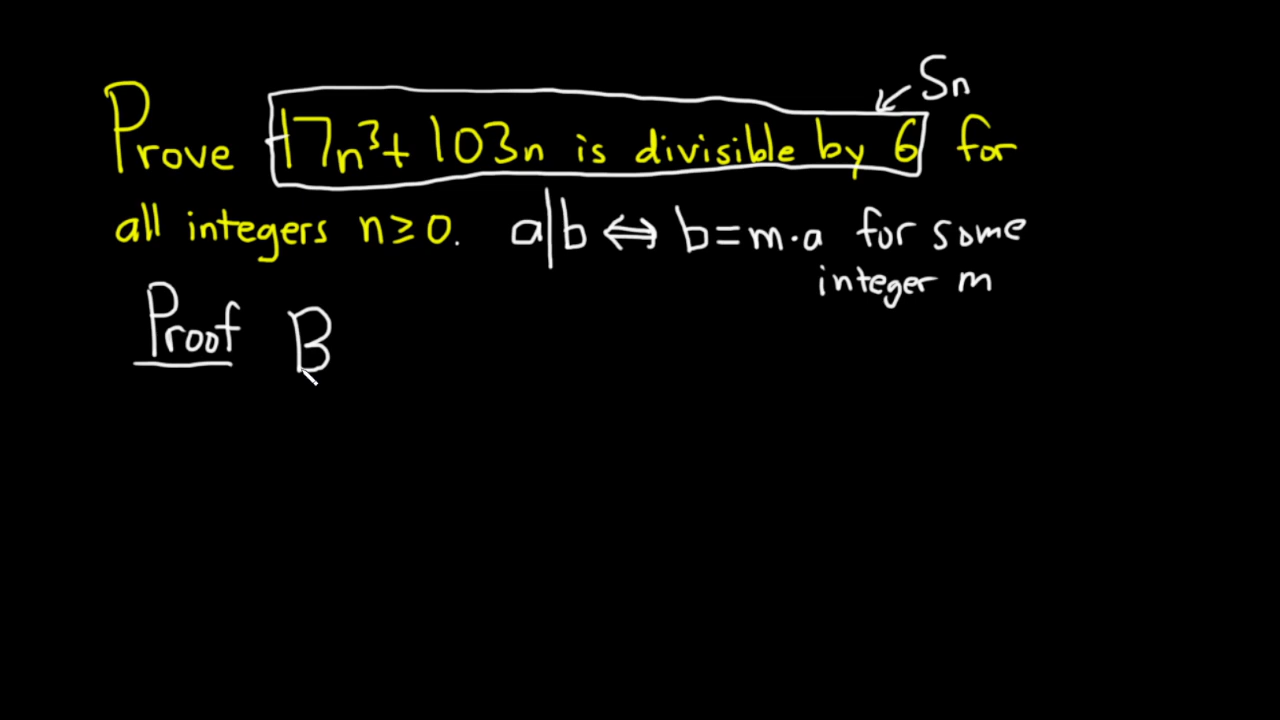 Sn
Prove 17n³+ 103n is divisible by 6 for
all integers n ≥ 0. a|b ⟺ b=m·a for some
integer m
Proof B